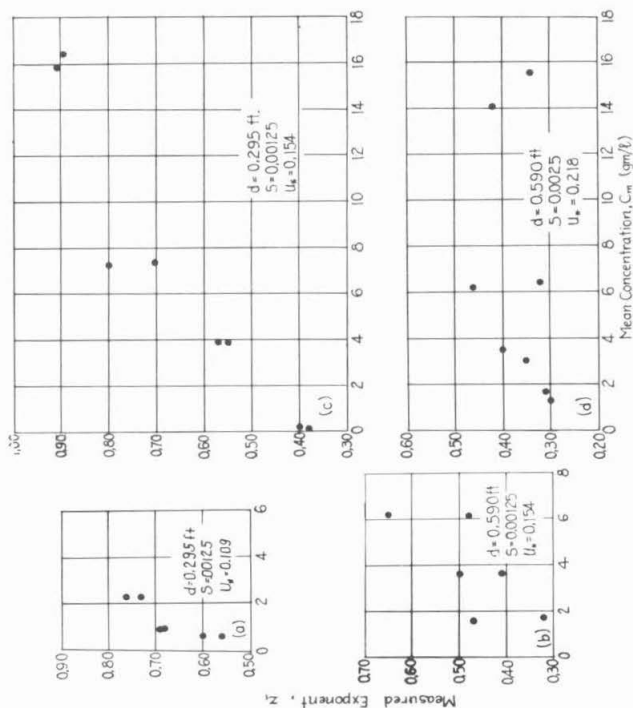 0.90
0.80
0.70
0.60
0.50
0.40
0.30
0 2 4 6 8 10 12 14 16 18
d = 0.295 ft.
S = 0.00125
U* = 0.154
(c)
0.90
0.80
0.70
0.60
0.50
0 2 4 6
d=0.295 ft
S=.00125
U*=0.109
(a)
0.70
0.60
0.50
0.40
0.30
0 2 4 6 8
d=0.590 ft
S=0.00125
U*=0.154
(b)
0.60
0.50
0.40
0.30
0.20
0 2 4 6 8 10 12 14 16 18
d=0.590 ft
S=0.0025
U*=0.218
(d)
Measured Exponent, z₁
Mean Concentration, Cm (gm/l)